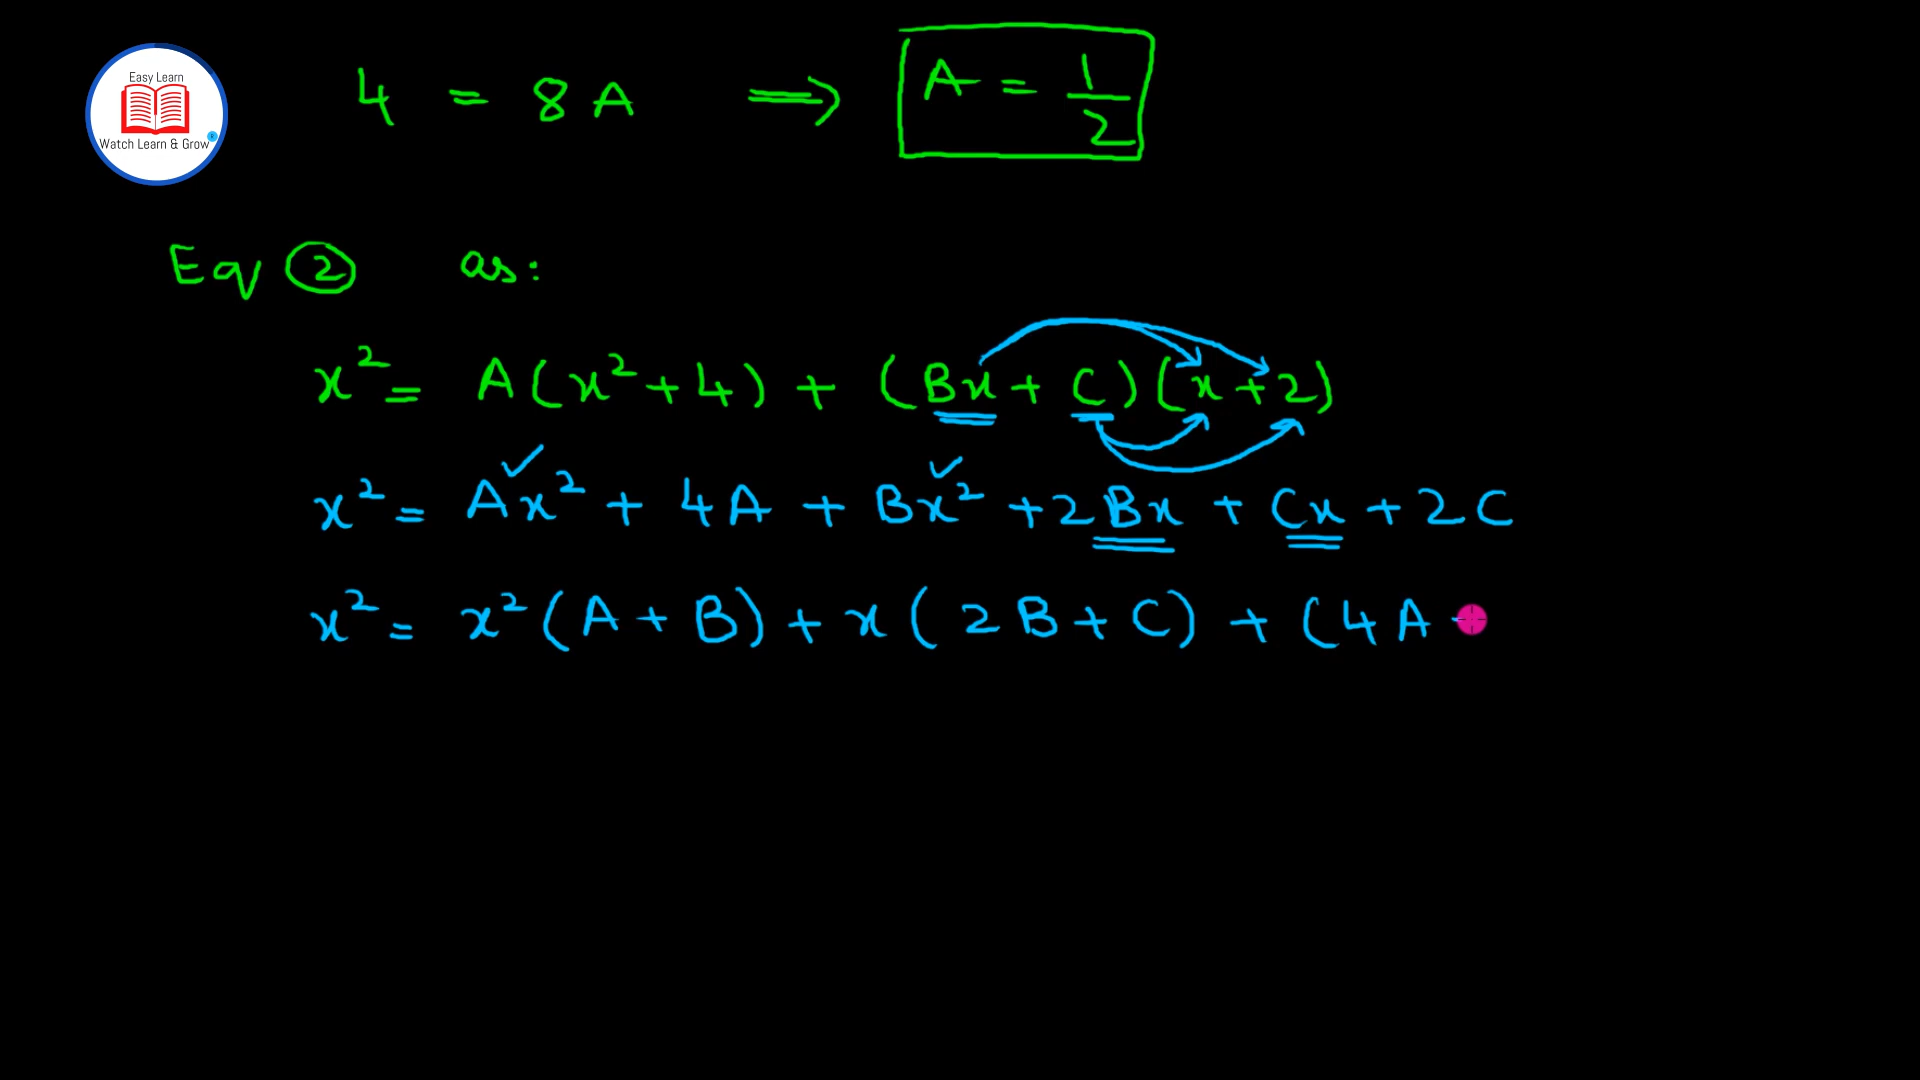 Easy Learn
Watch Learn & Grow
4 = 8A ⟹ A = 1/2
Eq ② as:
x² = A(x²+4) + (Bx + C)(x+2)
x² = Ax² + 4A + Bx² + 2Bx + Cx + 2C
x² = x²(A + B) + x(2B + C) + (4A